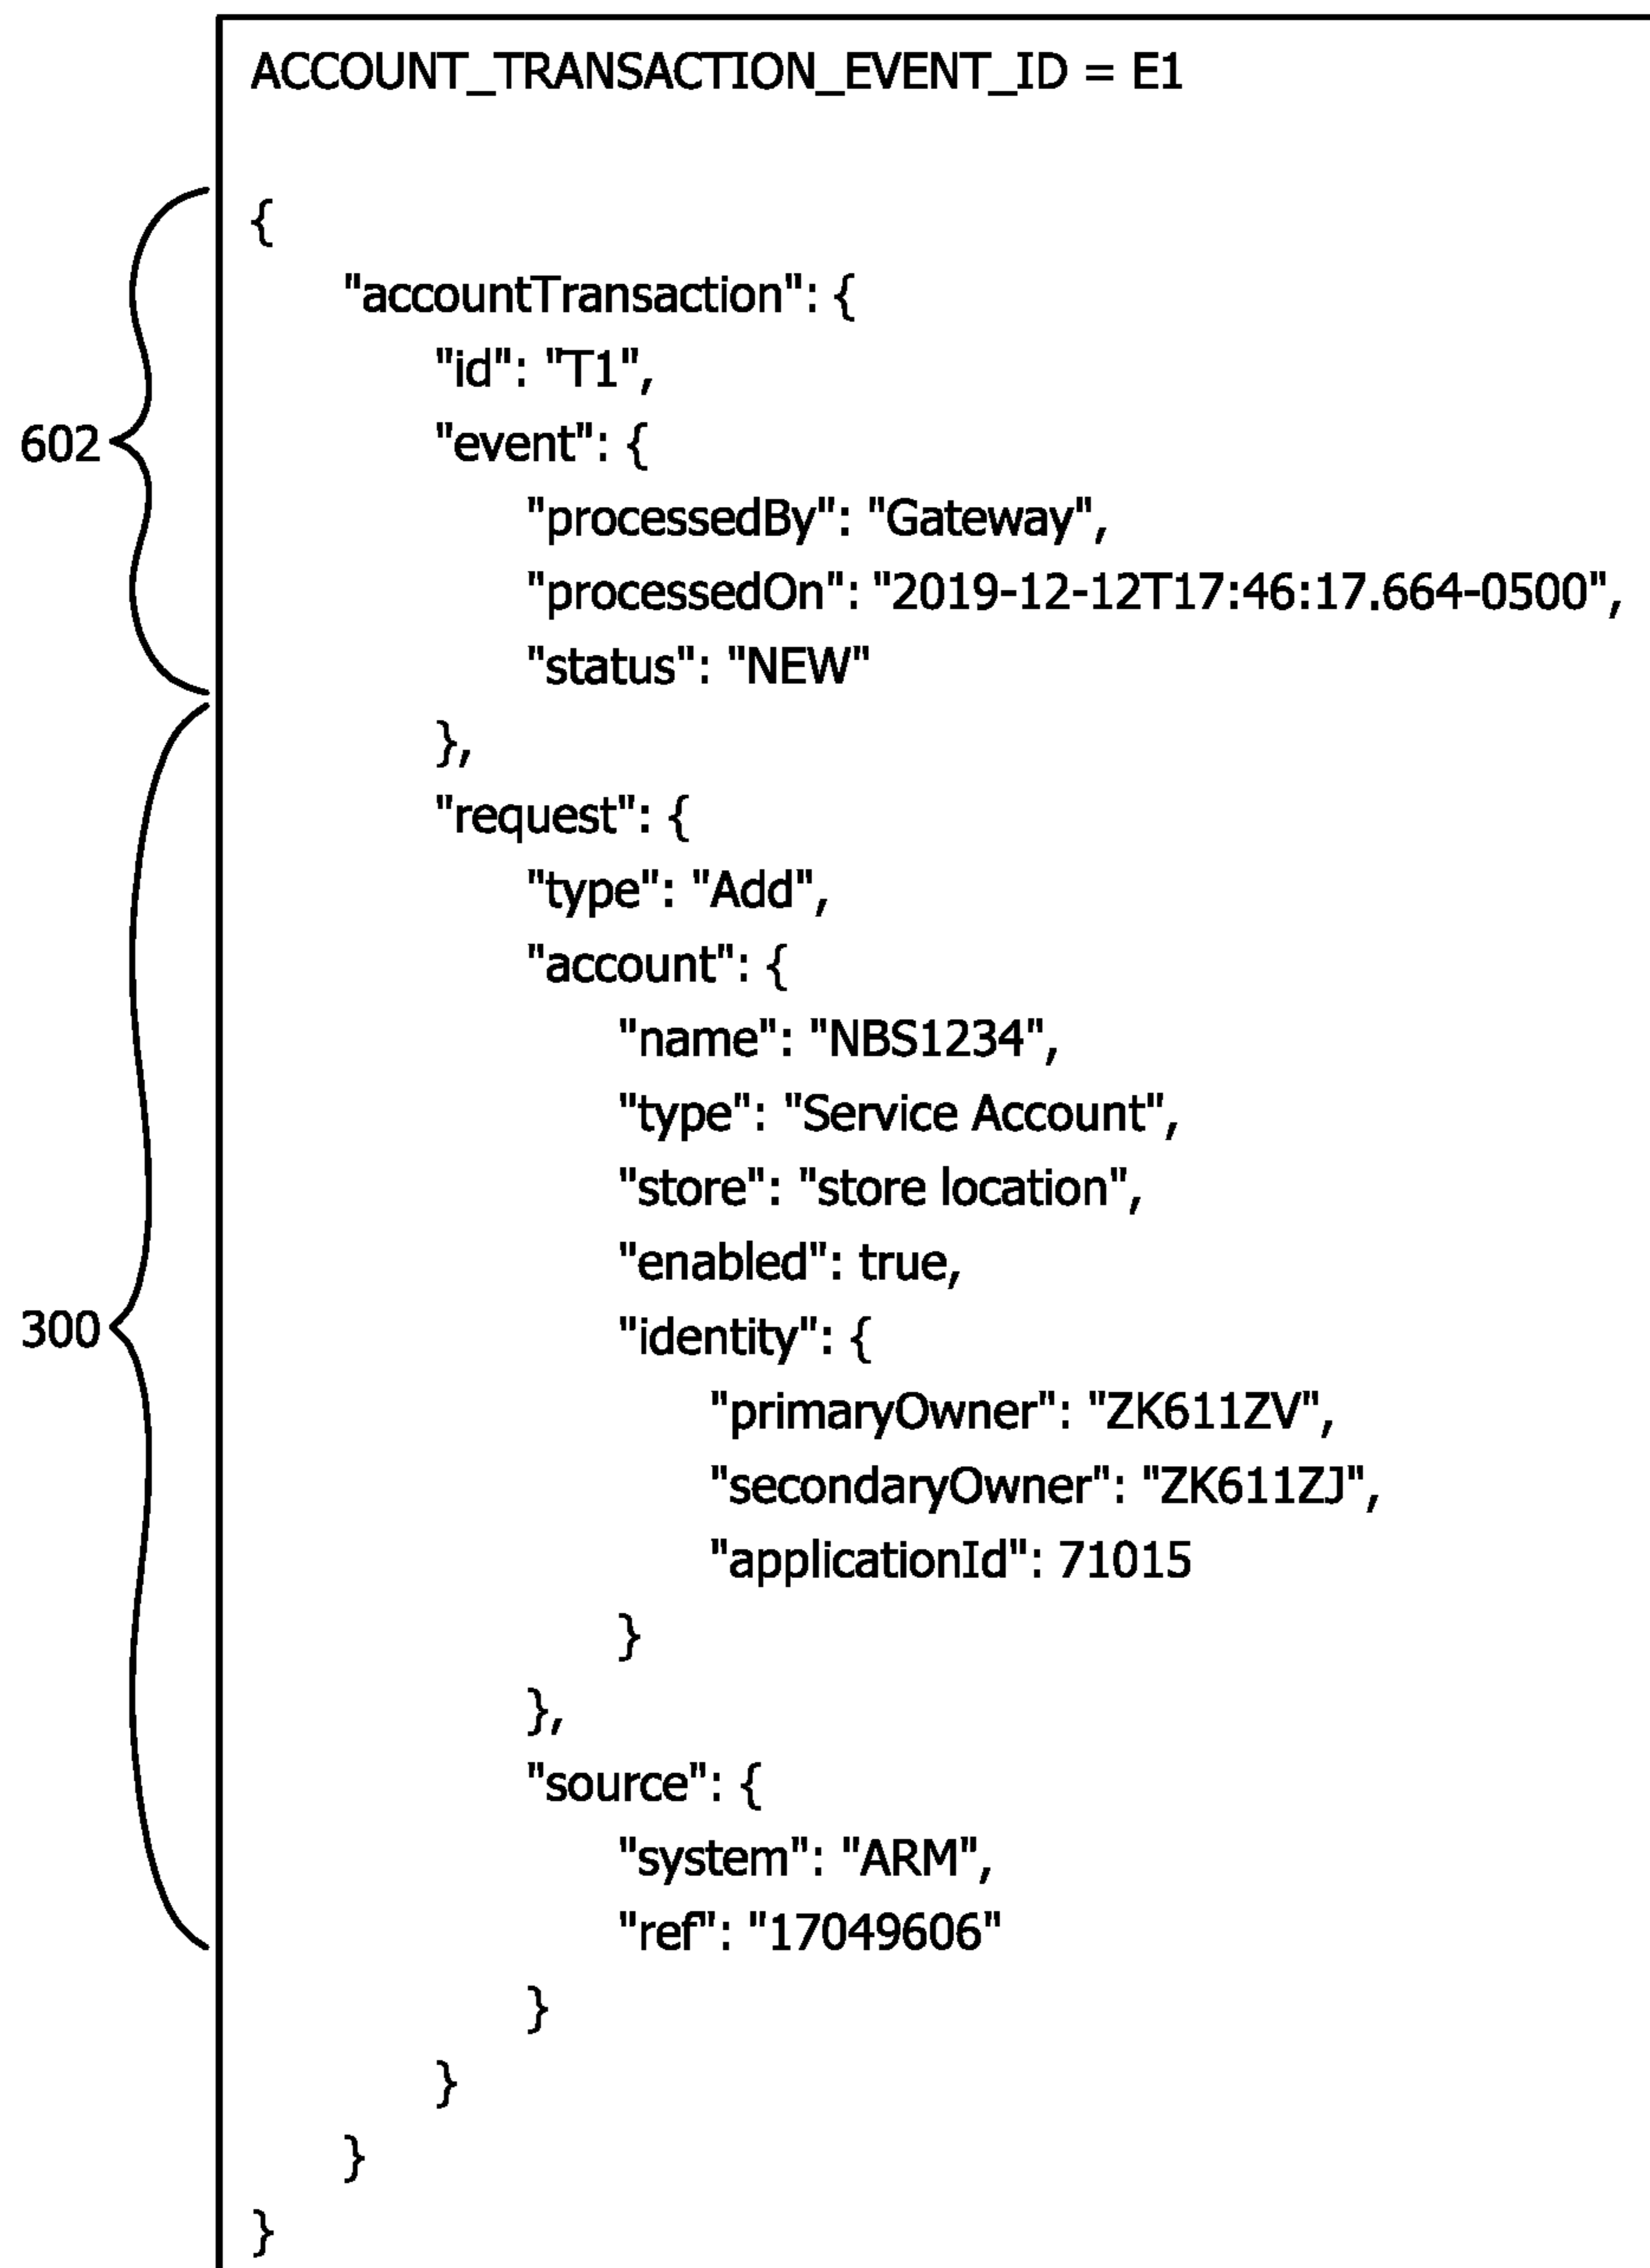 ACCOUNT_TRANSACTION_EVENT_ID = E1
{
"accountTransaction": {
"id": "T1",
"event": {
602
"processedBy": "Gateway",
"processedOn": "2019-12-12T17:46:17.664-0500",
"status": "NEW"
},
"request": {
"type": "Add",
"account": {
"name": "NBS1234",
"type": "Service Account",
"store": "store location",
"enabled": true,
300
"identity": {
"primaryOwner": "ZK611ZV",
"secondaryOwner": "ZK611ZJ",
"applicationId": 71015
}
},
"source": {
"system": "ARM",
"ref": "17049606"
}
}
}
}